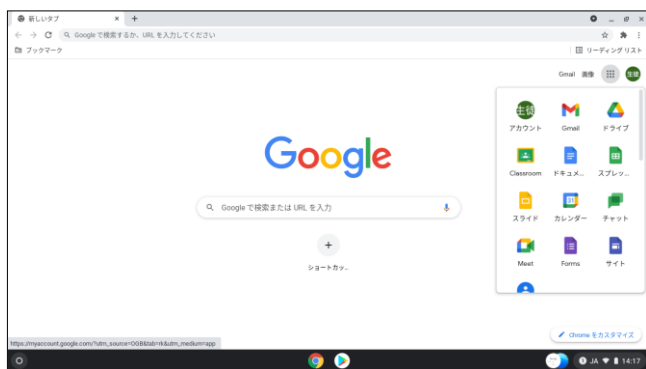 新しいタブ
Google で検索するか、URL を入力してください
ブックマーク
リーディング リスト
Gmail 画像
生徒
生徒
アカウント Gmail ドライブ
Classroom ドキュメ... スプレッ...
スライド カレンダー チャット
Meet Forms サイト
Google
Google で検索または URL を入力
ショートカッ...
Chrome をカスタマイズ
https://myaccount.google.com/?utm_source=OGB&tab=rk&utm_medium=app
JA 14:17